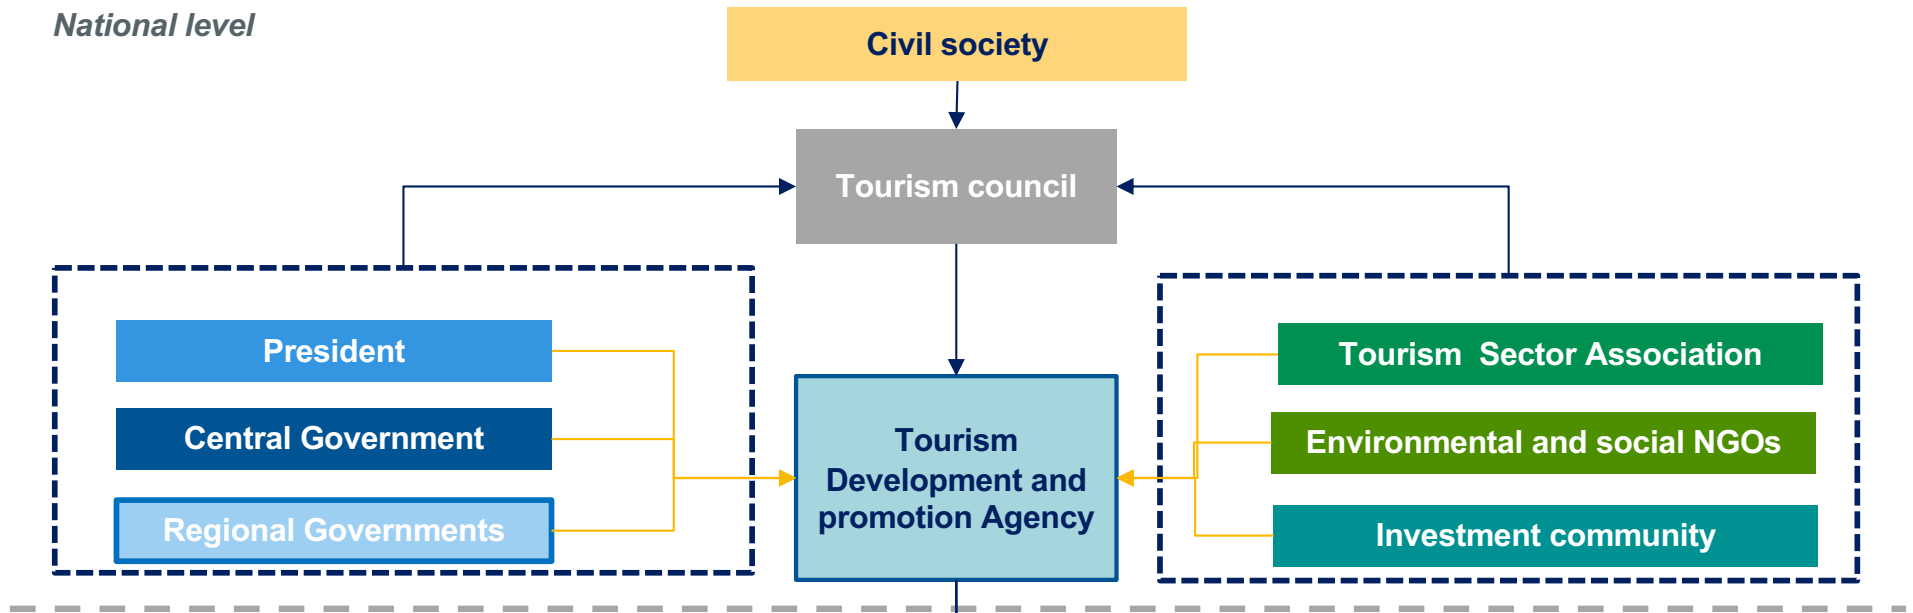 National level
Civil society
Tourism council
President
Central Government
Regional Governments
Tourism
Development and
promotion Agency
Tourism  Sector Association
Environmental and social NGOs
Investment community